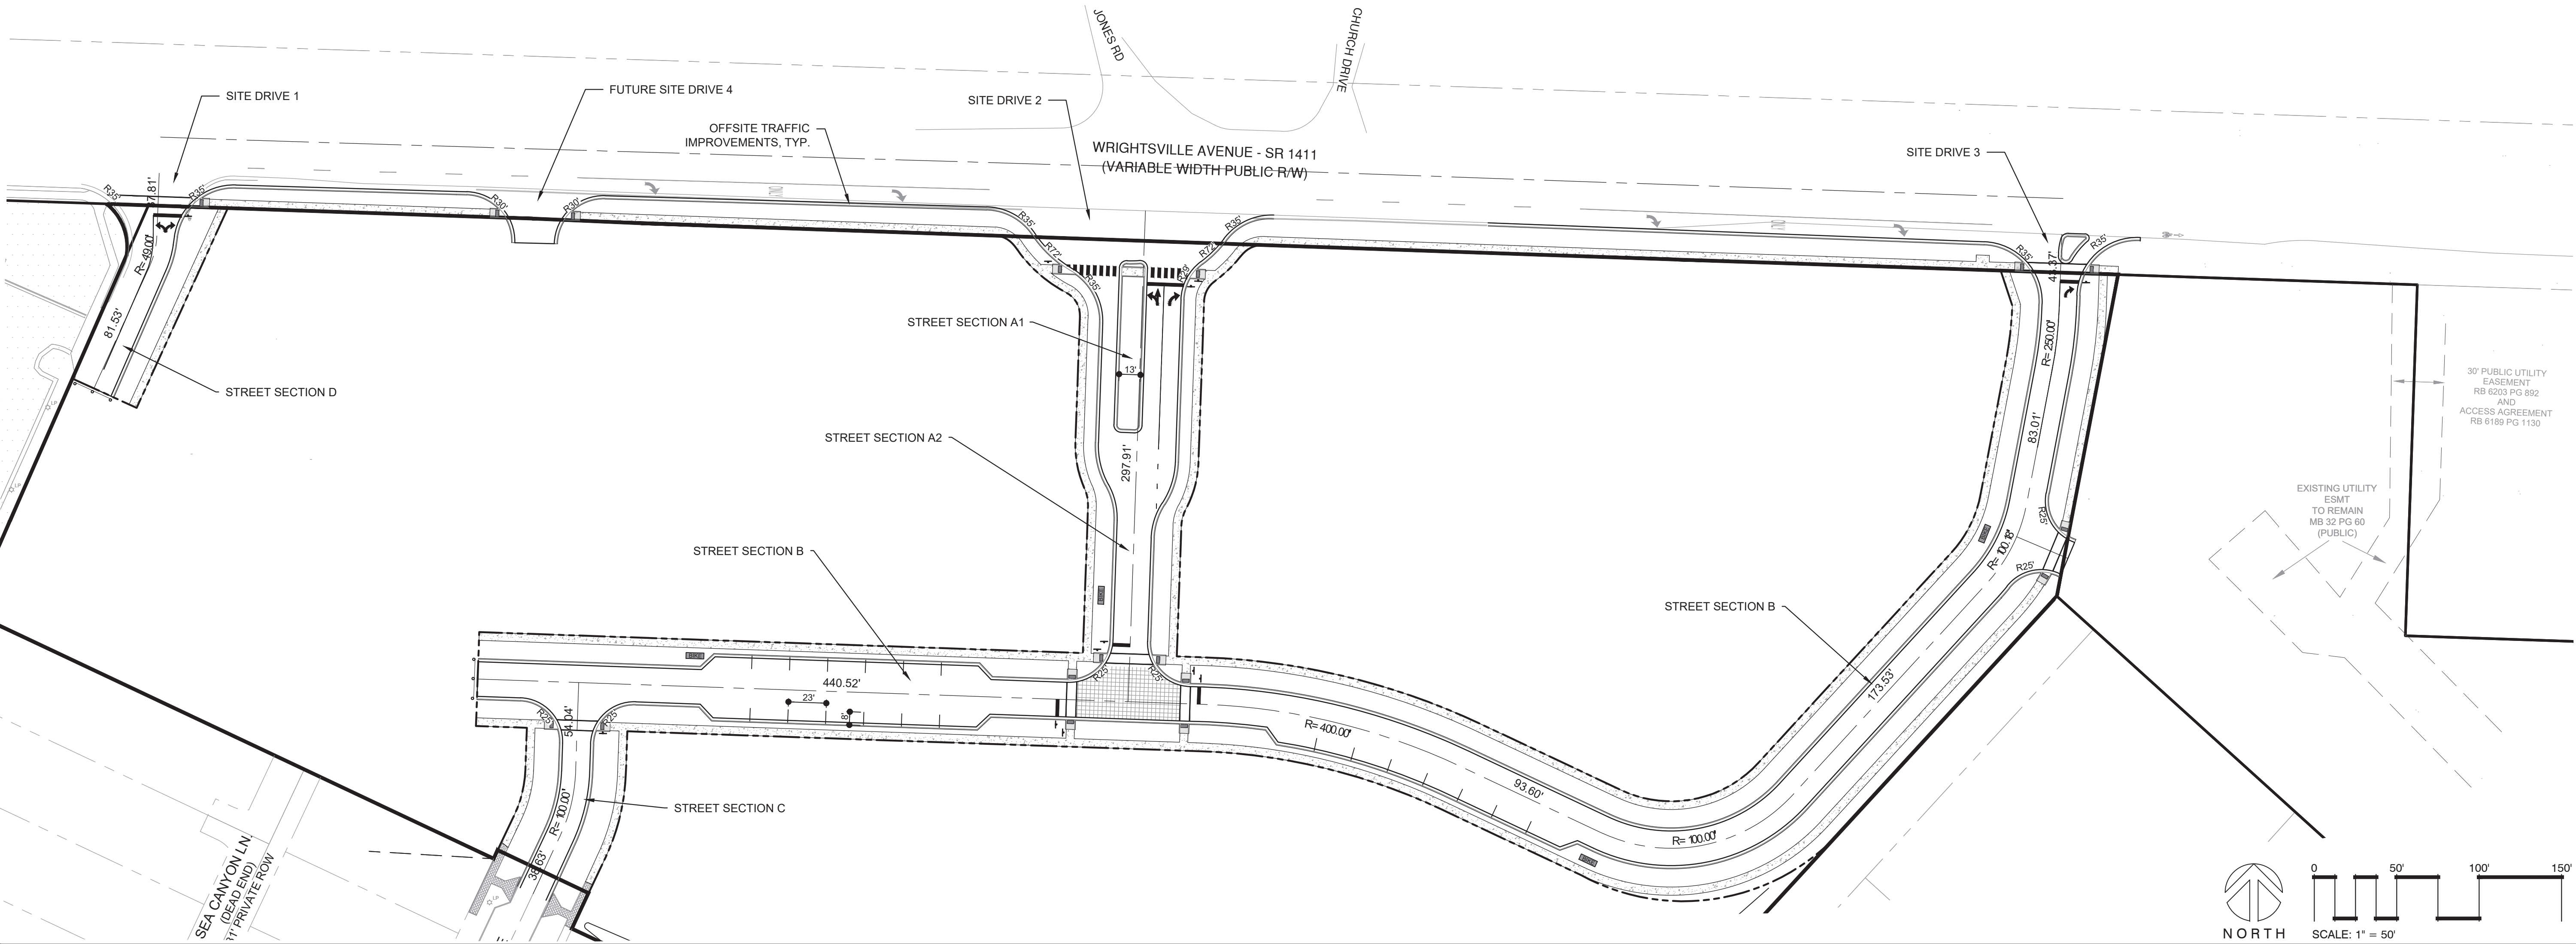 JONES RD
CHURCH DRIVE
SITE DRIVE 1
FUTURE SITE DRIVE 4
SITE DRIVE 2
OFFSITE TRAFFIC
IMPROVEMENTS, TYP.
WRIGHTSVILLE AVENUE - SR 1411
(VARIABLE WIDTH PUBLIC R/W)
SITE DRIVE 3
R35'
R35'
R30'
R30'
R35'
R72'
R35'
R72'
R35'
R29'
R35'
R35'
R= 49.00'
81.53'
STREET SECTION D
STREET SECTION A1
13'
STREET SECTION A2
297.91'
R= 250.00'
83.01'
30' PUBLIC UTILITY
EASEMENT
RB 6203 PG 892
AND
ACCESS AGREEMENT
RB 6189 PG 1130
EXISTING UTILITY
ESMT
TO REMAIN
MB 32 PG 60
(PUBLIC)
R25'
R= 100.18'
R25'
STREET SECTION B
STREET SECTION B
173.53'
440.52'
23'
8'
R25'
R25'
R25'
R25'
54.04'
R= 400.00'
93.60'
R= 100.00'
R= 100.00'
STREET SECTION C
SEA CANYON LN.
(DEAD END)
PRIVATE ROW
LP
LP
LP
NORTH
0 50' 100' 150'
SCALE: 1" = 50'